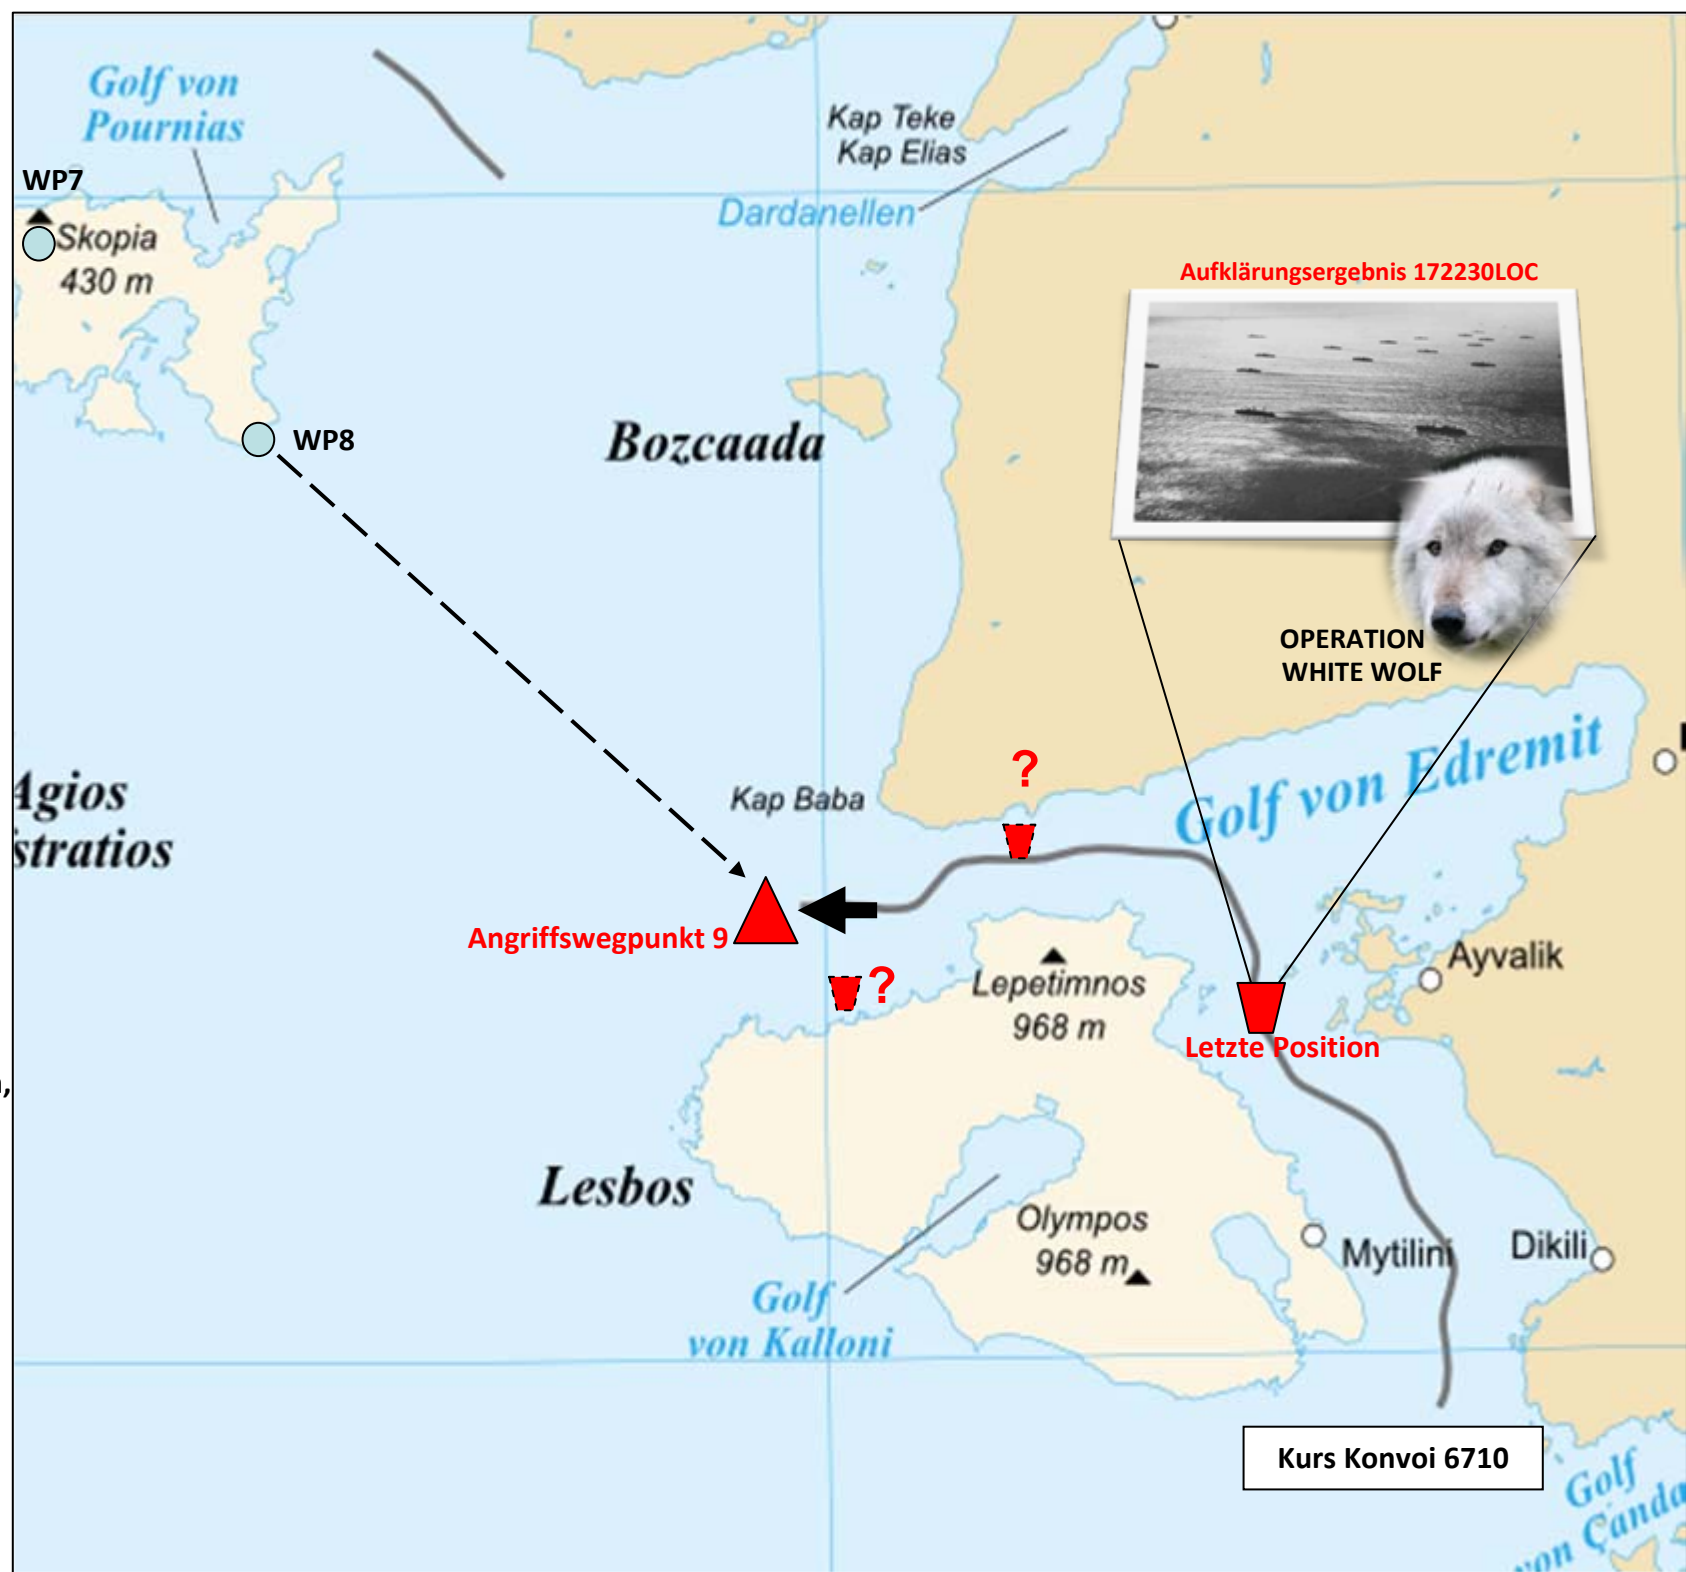 Golf von
Pournias
Kap Teke
Kap Elias
WP7
Dardanellen
Skopia
430 m
Aufklärungsergebnis 172230LOC
WP8
Bozcaada
OPERATION
WHITE WOLF
Golf von Edremit
?
Kap Baba
Agios
stratios
Angriffswegpunkt 9
?
Lepetimnos
968 m
Ayvalik
Letzte Position
Lesbos
Olympos
968 m
Mytilini
Dikili
Golf
von Kalloni
Kurs Konvoi 6710
Golf
von Çanda